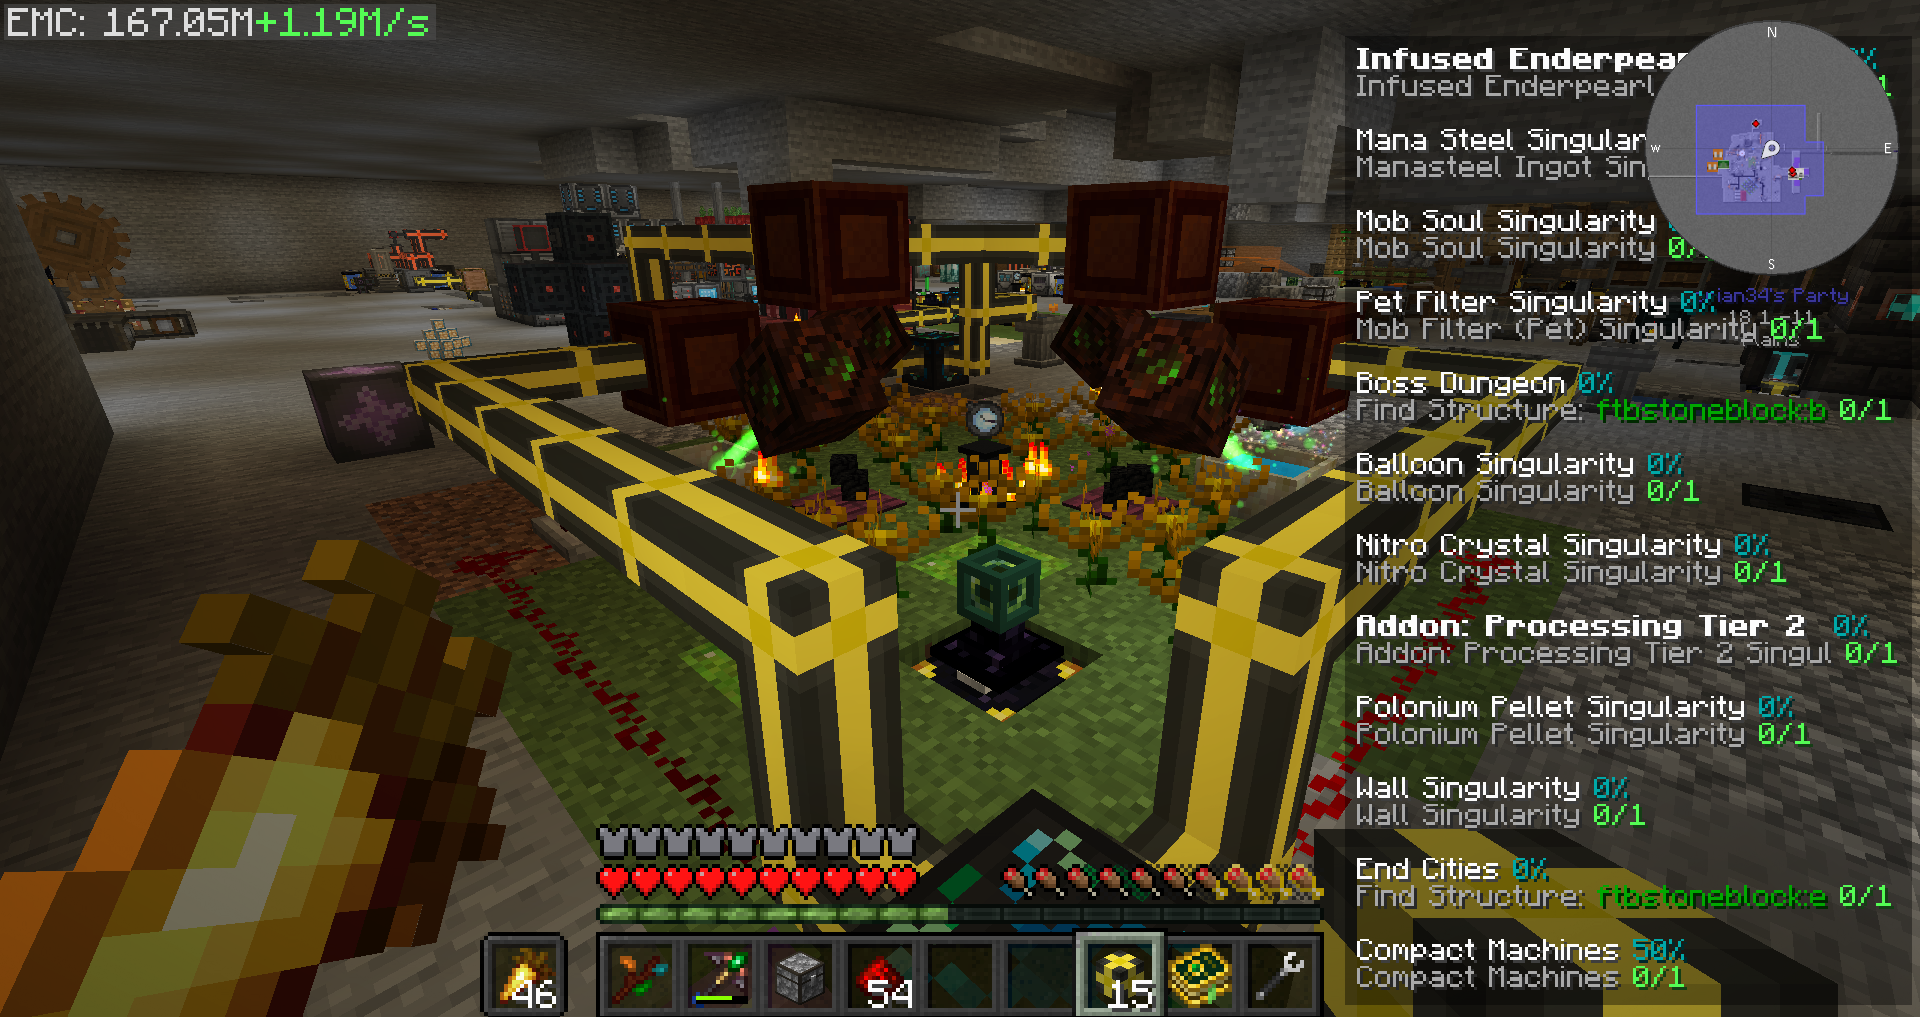 EMC: 167.05M+1.19M/s
N
Infused Enderpear %
Infused Enderpearl 1
Mana Steel Singular
Manasteel Ingot Sin
W
E
Mob Soul Singularity
Mob Soul Singularity 0/
S
Pet Filter Singularity 0%
ian34's Party
Mob Filter (Pet) Singularity 0/1
Boss Dungeon 0%
Find Structure: ftbstoneblock:b 0/1
Balloon Singularity 0%
Balloon Singularity 0/1
Nitro Crystal Singularity 0%
Nitro Crystal Singularity 0/1
Addon: Processing Tier 2 0%
Addon: Processing Tier 2 Singul 0/1
Polonium Pellet Singularity 0%
Polonium Pellet Singularity 0/1
Wall Singularity 0%
Wall Singularity 0/1
End Cities 0%
Find Structure: ftbstoneblock:e 0/1
Compact Machines 50%
Compact Machines 0/1
46
54
15